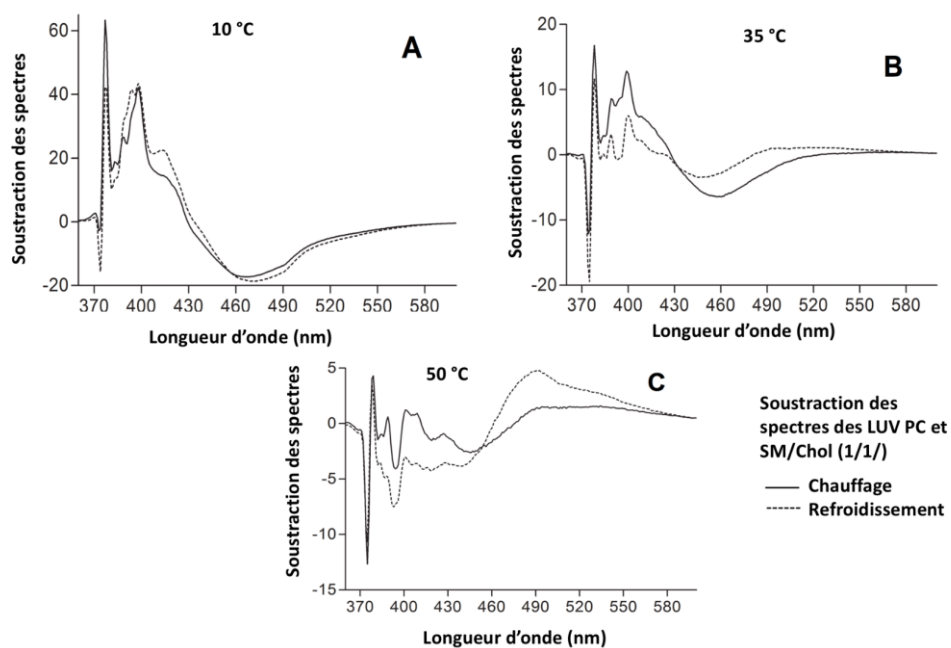 10 °C
A
Soustraction des spectres
60
40
20
0
-20
370 400 430 460 490 520 550 580
Longueur d’onde (nm)
35 °C
B
Soustraction des spectres
20
10
0
-10
20
370 400 430 460 490 520 550 580
Longueur d’onde (nm)
50 °C
C
Soustraction des spectres
5
0
-5
-10
-15
370 400 430 460 490 520 550 580
Longueur d’onde (nm)
Soustraction des
spectres des LUV PC et
SM/Chol (1/1/)
Chauffage
Refroidissement